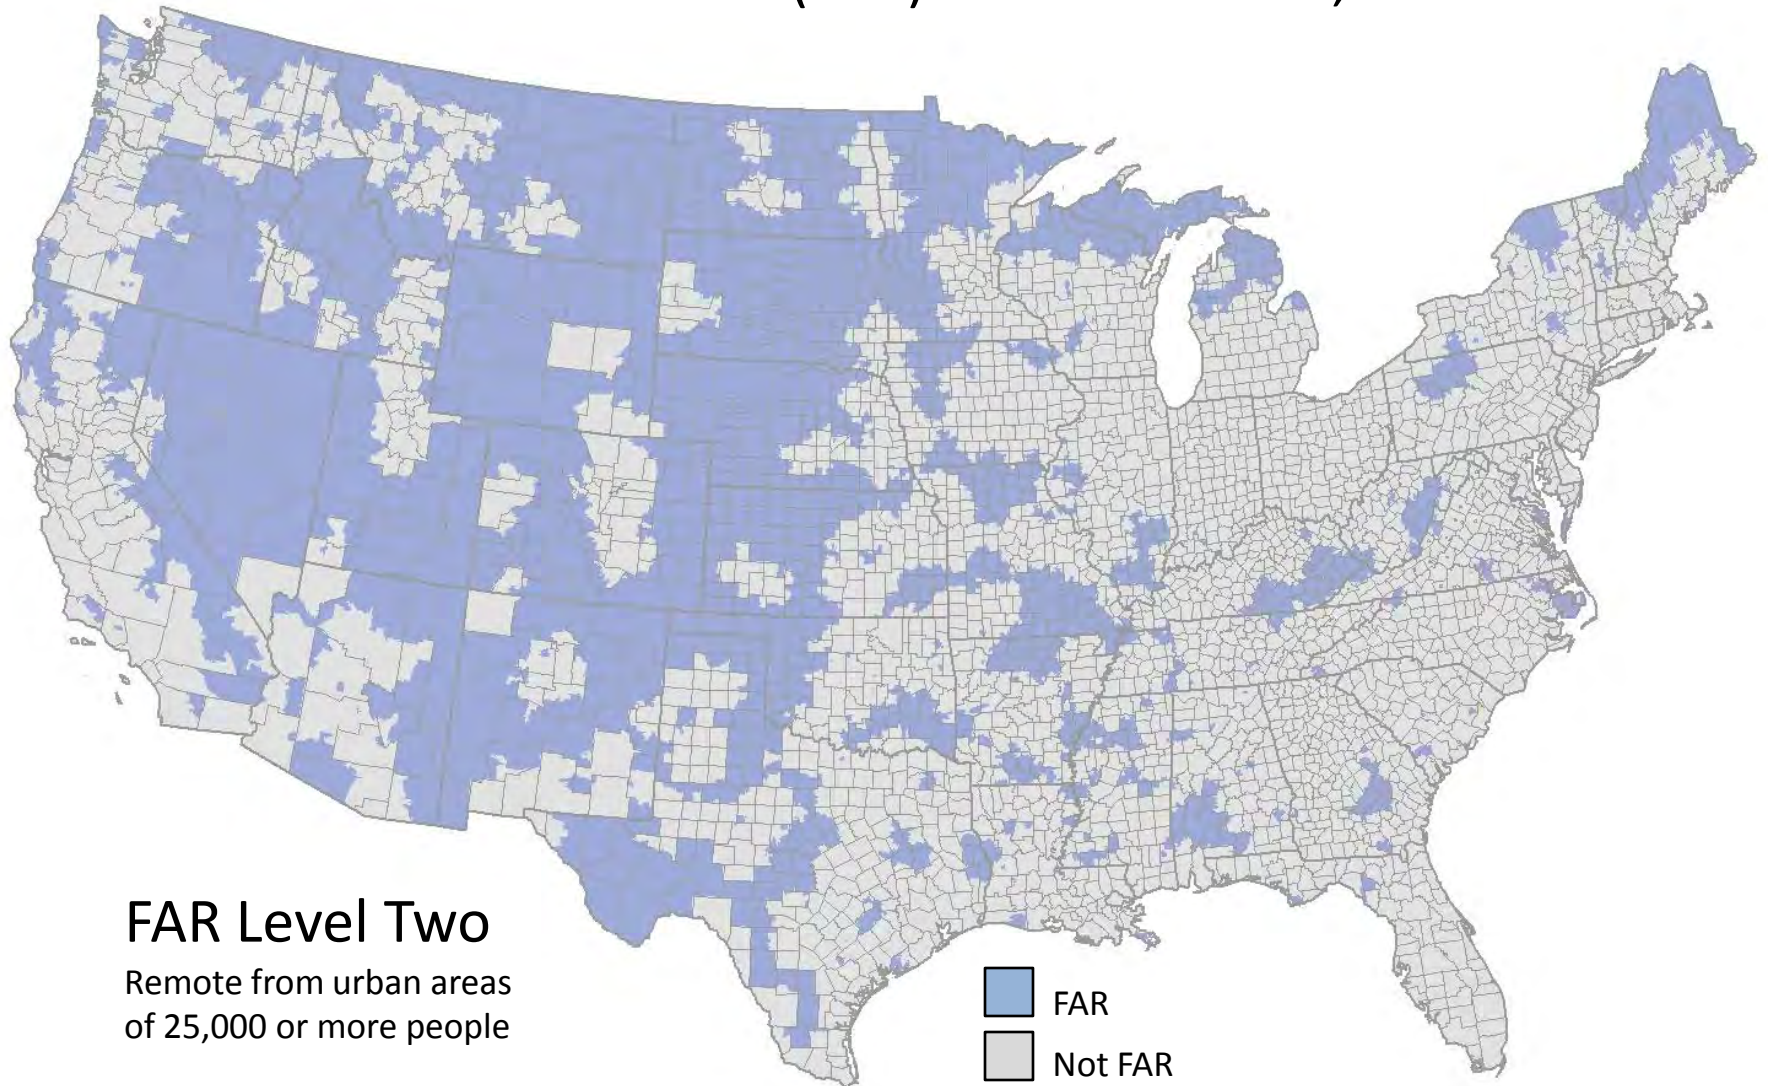 FAR Level Two
Remote from urban areas
of 25,000 or more people
FAR
Not FAR